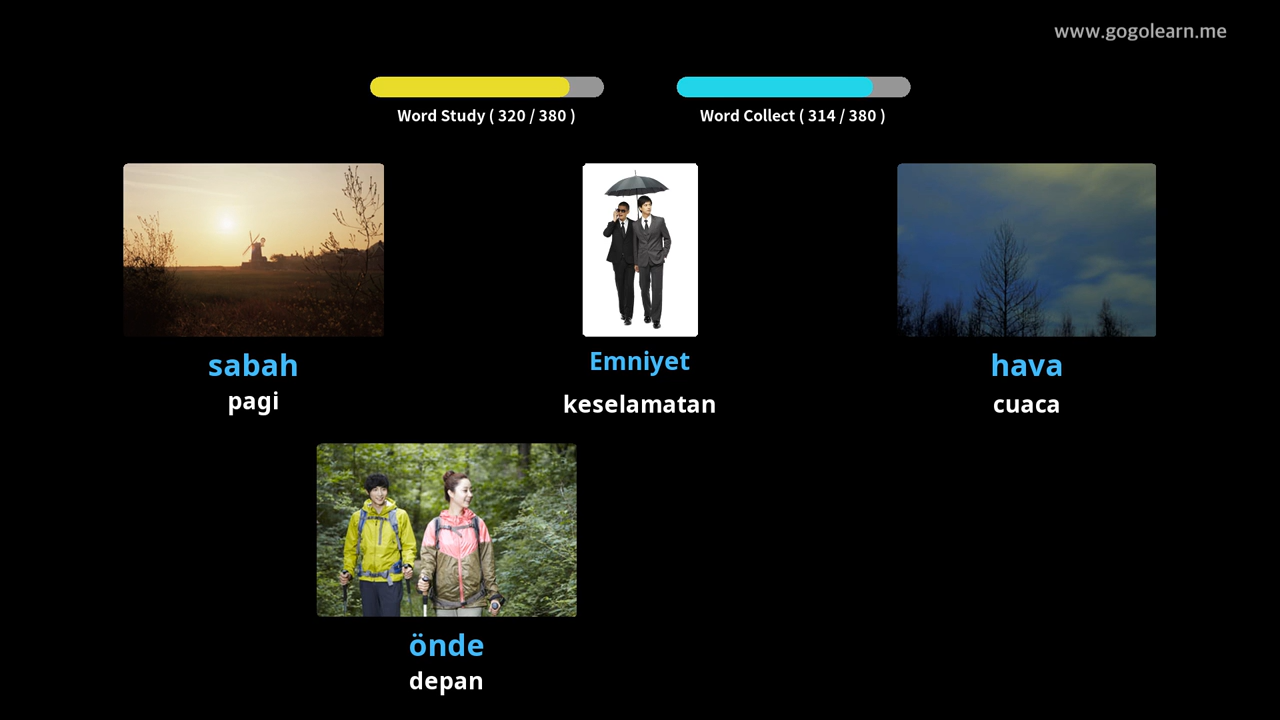 www.gogolearn.me
Word Study ( 320 / 380 )
Word Collect ( 314 / 380 )
sabah
pagi
Emniyet
keselamatan
hava
cuaca
önde
depan